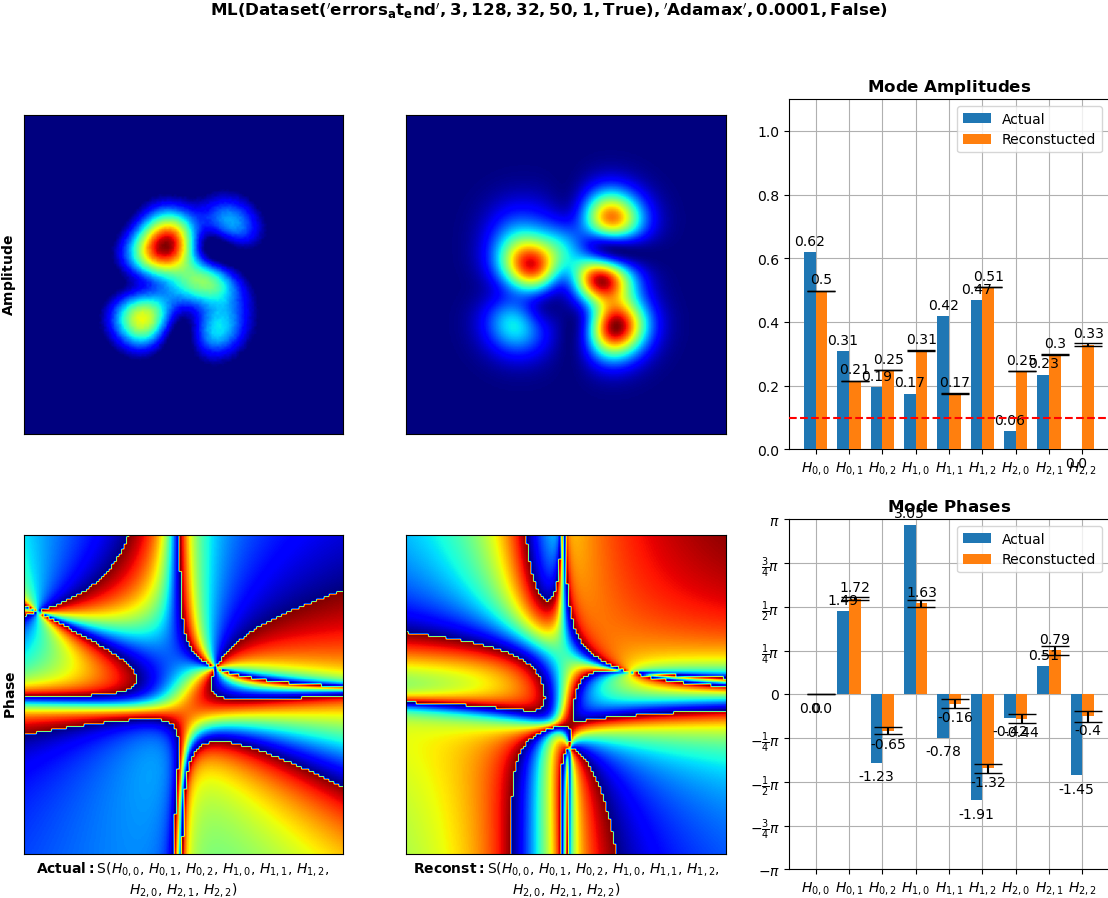 ML(Dataset('errors_at_end', 3, 128, 32, 50, 1, True), 'Adamax', 0.0001, False)
Amplitude
Mode Amplitudes
Actual
Reconstucted
1.0
0.8
0.6
0.4
0.2
0.0
0.62
0.5
0.31
0.21
0.19
0.25
0.17
0.31
0.42
0.17
0.47
0.51
0.06
0.25
0.23
0.3
0.0
0.33
H0,0 H0,1 H0,2 H1,0 H1,1 H1,2 H2,0 H2,1 H2,2
Phase
Actual: S(H0,0, H0,1, H0,2, H1,0, H1,1, H1,2,
H2,0, H2,1, H2,2)
Reconst: S(H0,0, H0,1, H0,2, H1,0, H1,1, H1,2,
H2,0, H2,1, H2,2)
Mode Phases
Actual
Reconstucted
π
3/4π
1/2π
1/4π
0
−1/4π
−1/2π
−3/4π
−π
0.0
0.0
1.49
1.72
-1.23
-0.65
3.05
1.63
-0.78
-0.16
-1.91
-1.32
-0.42
-0.44
0.51
0.79
-1.45
-0.4
H0,0 H0,1 H0,2 H1,0 H1,1 H1,2 H2,0 H2,1 H2,2